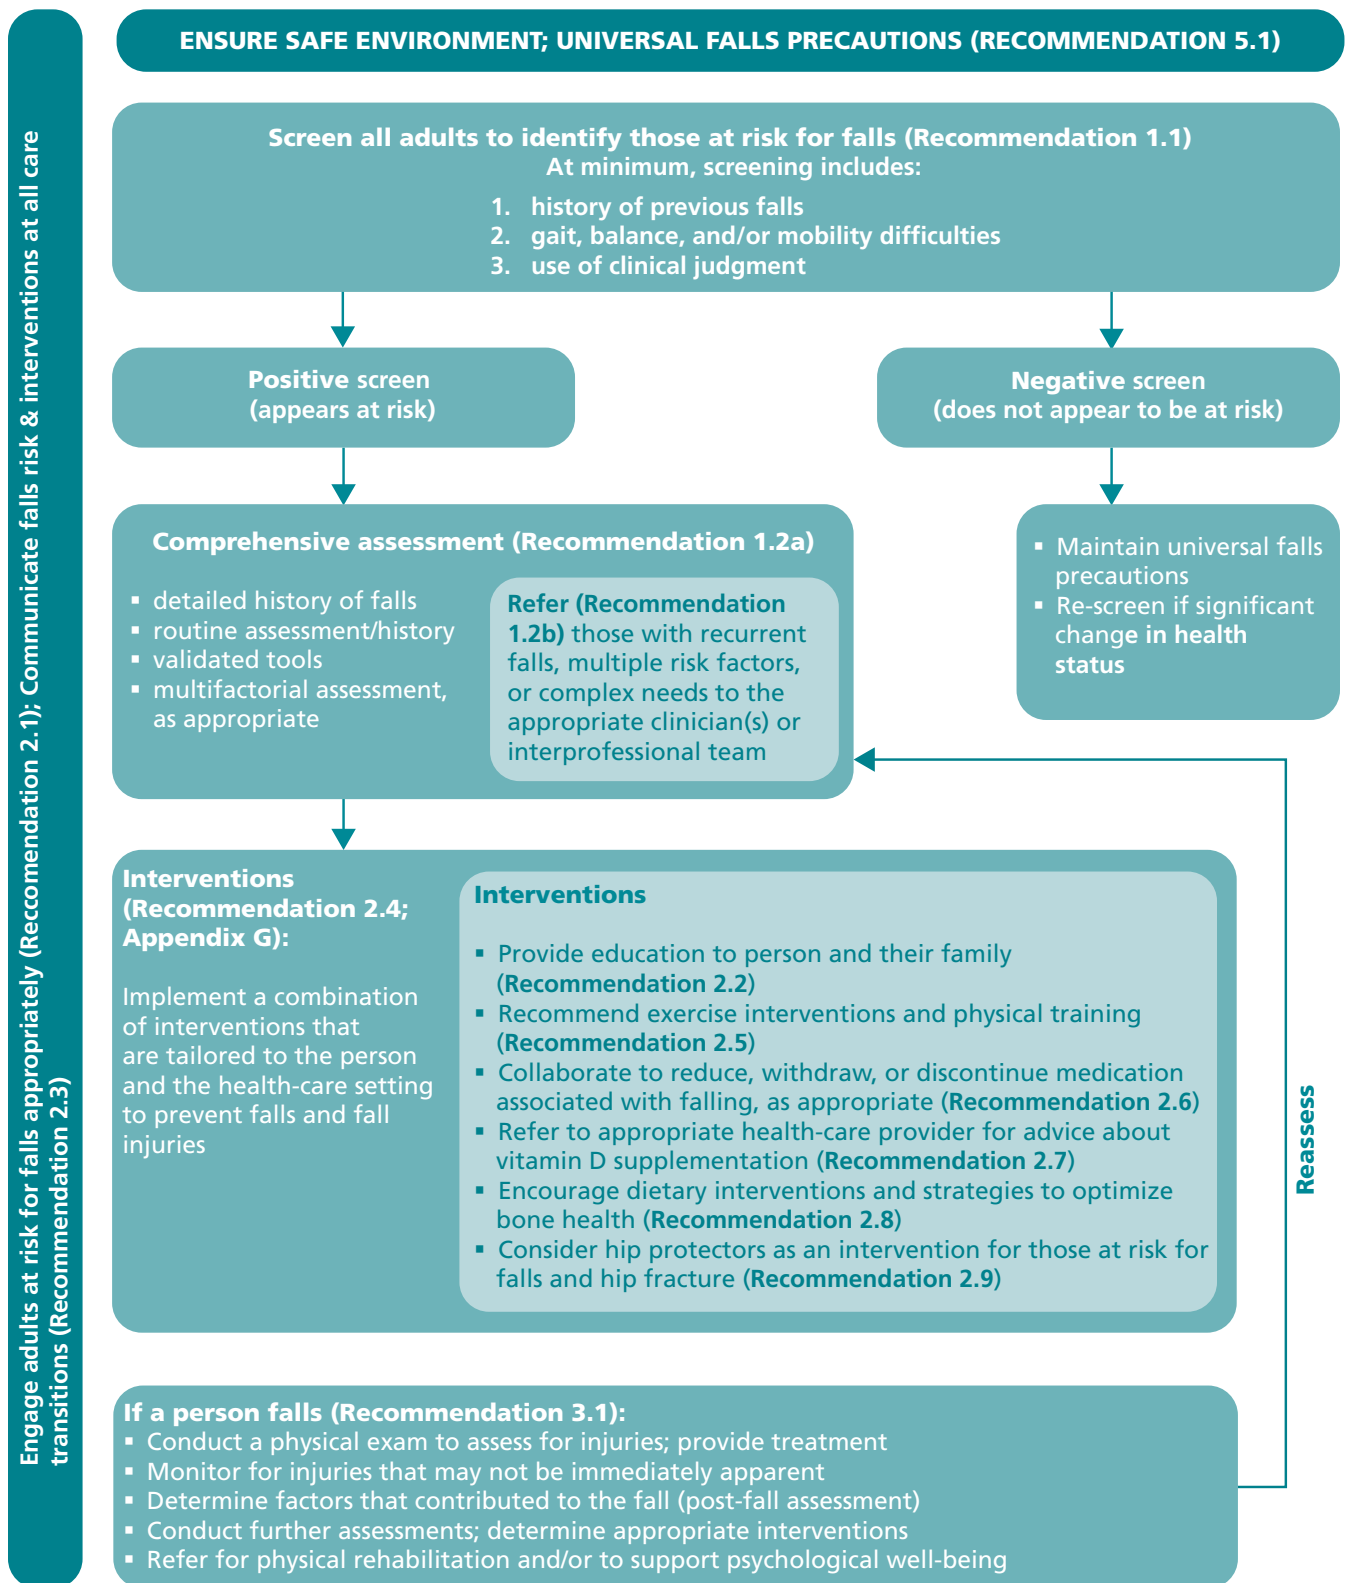 ENSURE SAFE ENVIRONMENT; UNIVERSAL FALLS PRECAUTIONS (RECOMMENDATION 5.1)
Engage adults at risk for falls appropriately (Reccomendation 2.1); Communicate falls risk & interventions at all care
transitions (Recommendation 2.3)
Screen all adults to identify those at risk for falls (Recommendation 1.1)
At minimum, screening includes:
1. history of previous falls
2. gait, balance, and/or mobility difficulties
3. use of clinical judgment
Positive screen
(appears at risk)
Negative screen
(does not appear to be at risk)
Comprehensive assessment (Recommendation 1.2a)
▪ detailed history of falls
▪ routine assessment/history
▪ validated tools
▪ multifactorial assessment,
as appropriate
Refer (Recommendation
1.2b) those with recurrent
falls, multiple risk factors,
or complex needs to the
appropriate clinician(s) or
interprofessional team
▪ Maintain universal falls
precautions
▪ Re-screen if significant
change in health
status
Interventions
(Recommendation 2.4;
Appendix G):
Implement a combination
of interventions that
are tailored to the person
and the health-care setting
to prevent falls and fall
injuries
Interventions
▪ Provide education to person and their family
(Recommendation 2.2)
▪ Recommend exercise interventions and physical training
(Recommendation 2.5)
▪ Collaborate to reduce, withdraw, or discontinue medication
associated with falling, as appropriate (Recommendation 2.6)
▪ Refer to appropriate health-care provider for advice about
vitamin D supplementation (Recommendation 2.7)
▪ Encourage dietary interventions and strategies to optimize
bone health (Recommendation 2.8)
▪ Consider hip protectors as an intervention for those at risk for
falls and hip fracture (Recommendation 2.9)
Reassess
If a person falls (Recommendation 3.1):
▪ Conduct a physical exam to assess for injuries; provide treatment
▪ Monitor for injuries that may not be immediately apparent
▪ Determine factors that contributed to the fall (post-fall assessment)
▪ Conduct further assessments; determine appropriate interventions
▪ Refer for physical rehabilitation and/or to support psychological well-being